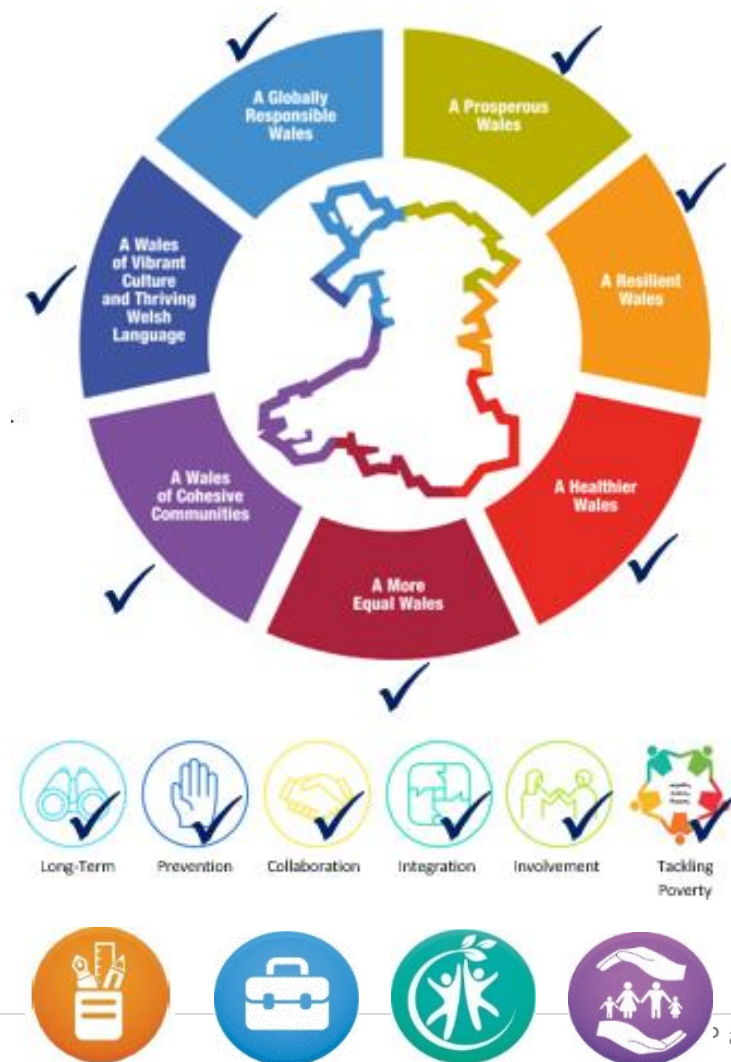 A Globally
Responsible
Wales
A Prosperous
Wales
A Resilient
Wales
A Healthier
Wales
A More
Equal Wales
A Wales
of Cohesive
Communities
A Wales
of Vibrant
Culture
and Thriving
Welsh
Language
Long-Term
Prevention
Collaboration
Integration
Involvement
Tackling
Poverty